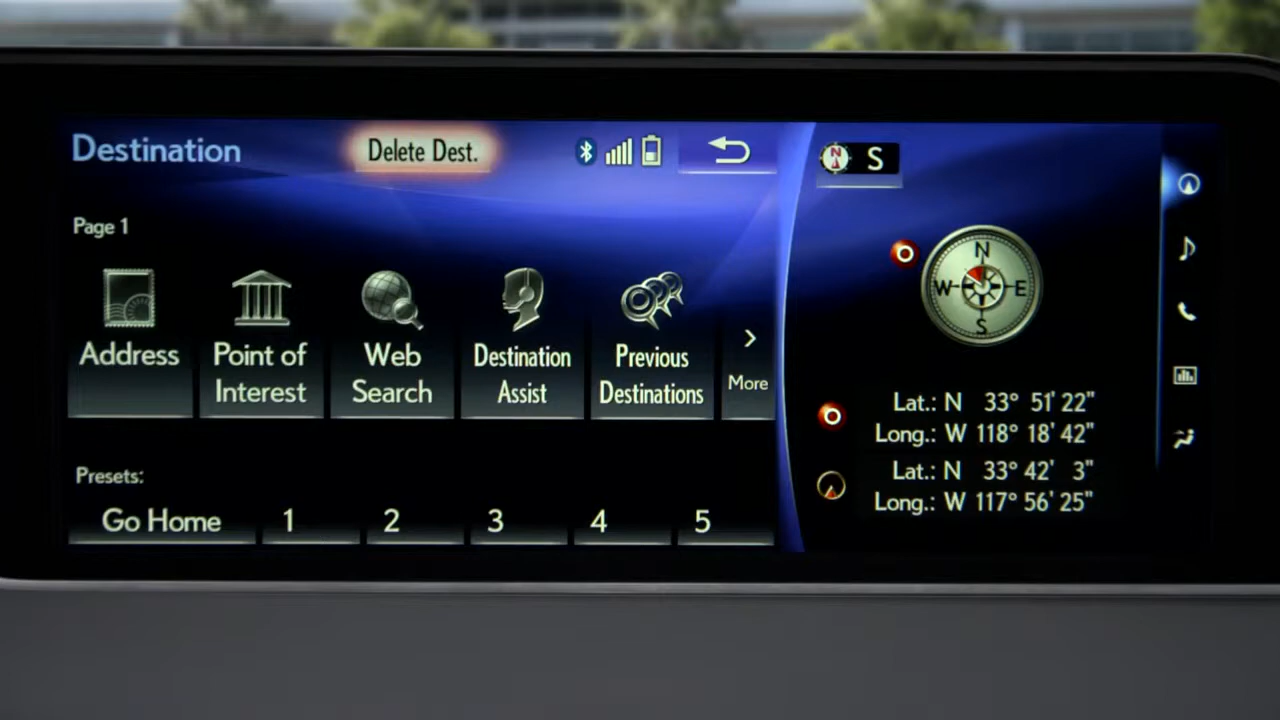 Destination
Delete Dest.
N S
Page 1
N
W E
S
Address
Point of
Interest
Web
Search
Destination
Assist
Previous
Destinations
>
More
Lat.: N 33° 51' 22"
Long.: W 118° 18' 42"
Lat.: N 33° 42' 3"
Long.: W 117° 56' 25"
Presets:
Go Home 1 2 3 4 5